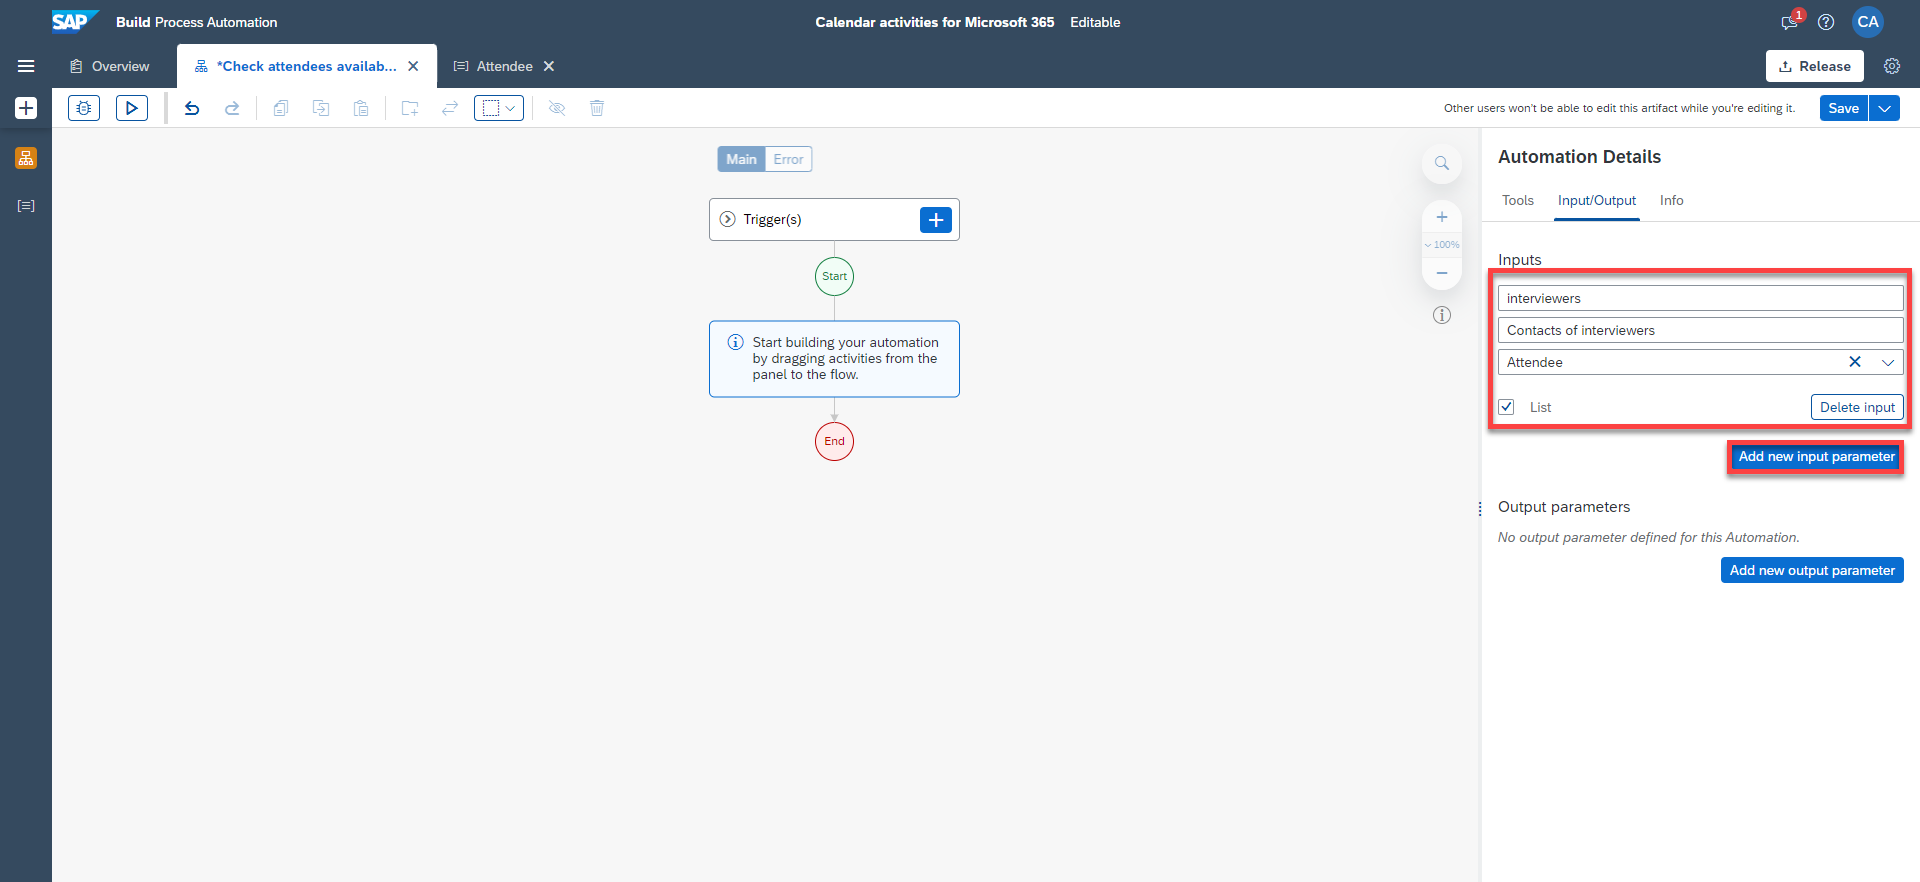 SAP Build Process Automation
Calendar activities for Microsoft 365 Editable
1
CA
Overview
*Check attendees availab...
Attendee
Release
Other users won't be able to edit this artifact while you're editing it.
Save
Main Error
Trigger(s)
Start
Start building your automation
by dragging activities from the
panel to the flow.
End
100%
Automation Details
Tools Input/Output Info
Inputs
interviewers
Contacts of interviewers
Attendee
List
Delete input
Add new input parameter
Output parameters
No output parameter defined for this Automation.
Add new output parameter